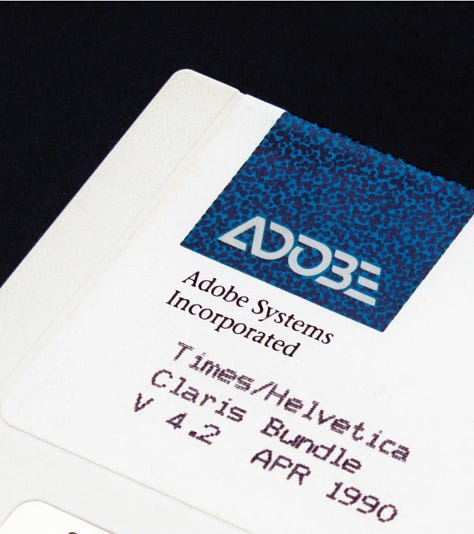 ADOBE
Adobe Systems
Incorporated
Times/Helvetica
Claris Bundle
V 4.2 APR 1990